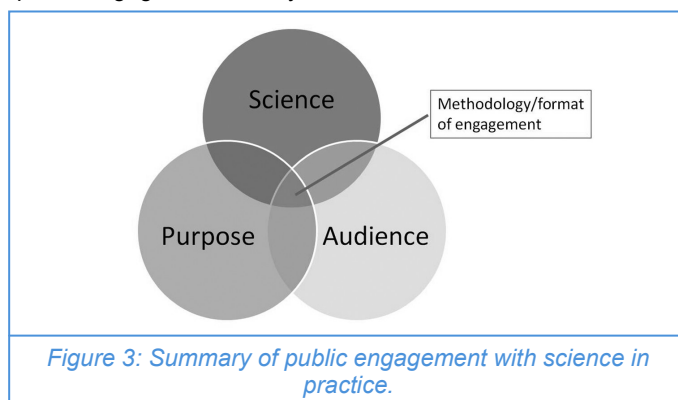 Science
Methodology/format
of engagement
Purpose
Audience
Figure 3: Summary of public engagement with science in
practice.